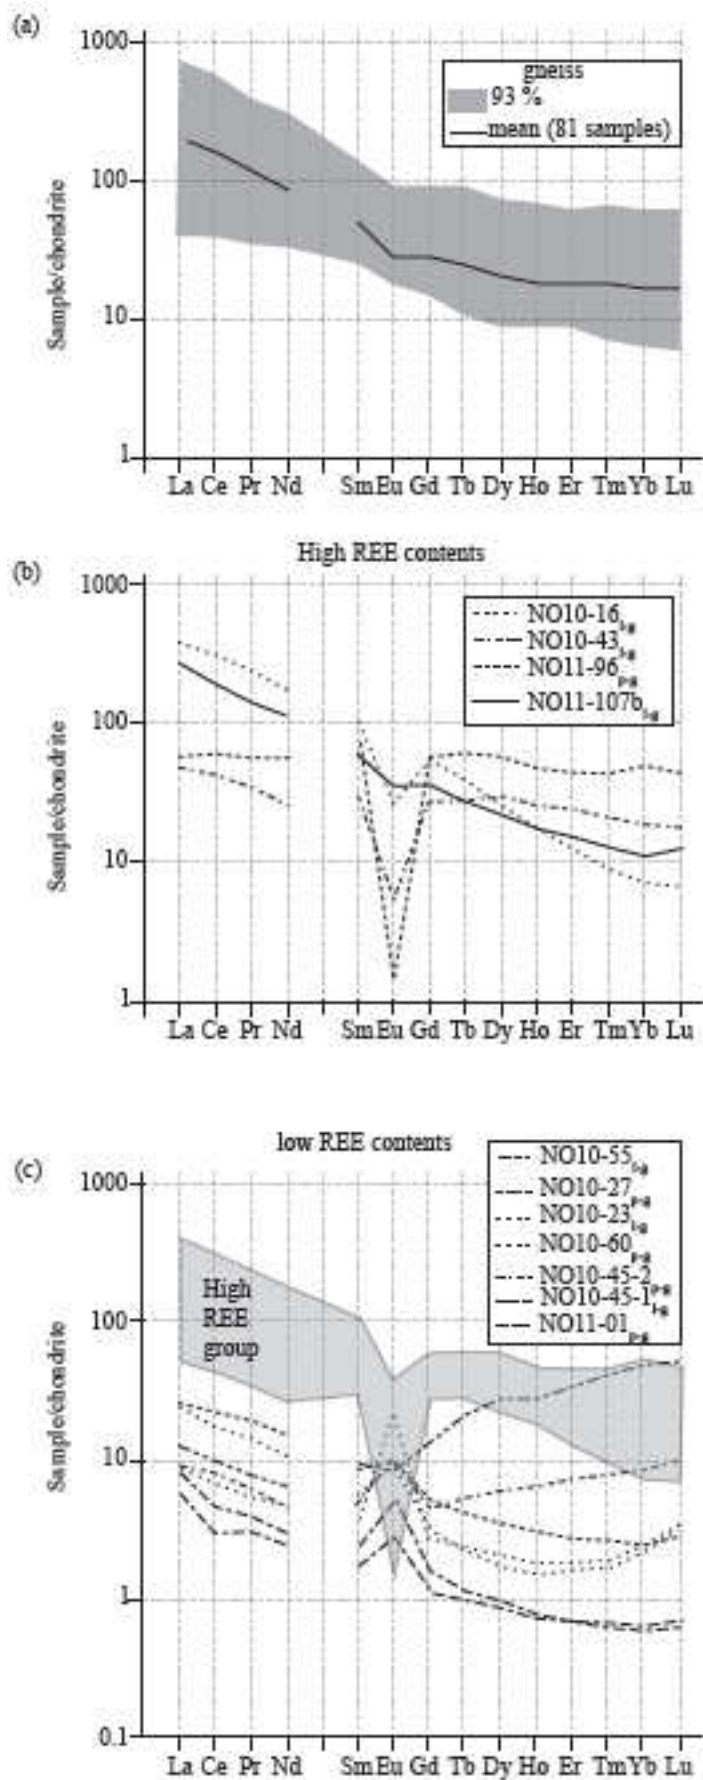 (a)
1000
100
10
1
Sample/chondrite
gneiss
93 %
mean (81 samples)
La Ce Pr Nd Sm Eu Gd Tb Dy Ho Er Tm Yb Lu
High REE contents
(b)
1000
100
10
1
Sample/chondrite
NO10-16
NO10-43
NO11-96
NO11-107b
La Ce Pr Nd Sm Eu Gd Tb Dy Ho Er Tm Yb Lu
low REE contents
(c)
1000
100
10
1
0.1
Sample/chondrite
High
REE
group
NO10-55
NO10-27
NO10-23
NO10-60
NO10-45-2
NO10-45-1
NO11-01
La Ce Pr Nd Sm Eu Gd Tb Dy Ho Er Tm Yb Lu